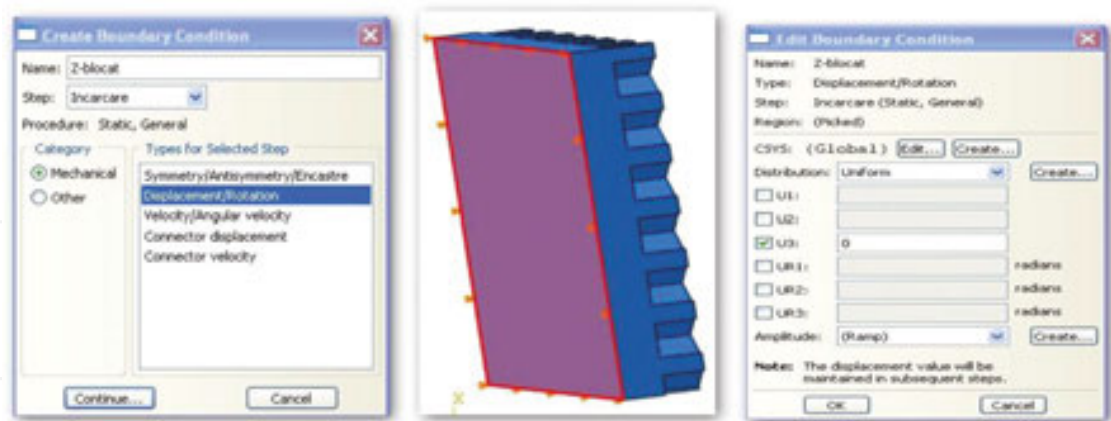 Create Boundary Condition
Name: Z-blocat
Step: Incarcare
Procedure: Static, General
Category
Mechanical
Other
Types for Selected Step
Symmetry/Antisymmetry/Encastre
Displacement/Rotation
Velocity/Angular velocity
Connector displacement
Connector velocity
Continue... Cancel
Edit Boundary Condition
Name: Z-blocat
Type: Displacement/Rotation
Step: Incarcare (Static, General)
Region: (Picked)
CSYS: (Global) Edit... Create...
Distribution: Uniform Create...
U1:
U2:
U3: 0
UR1: radians
UR2: radians
UR3: radians
Amplitude: (Ramp) Create...
Note: The displacement value will be
maintained in subsequent steps.
OK Cancel